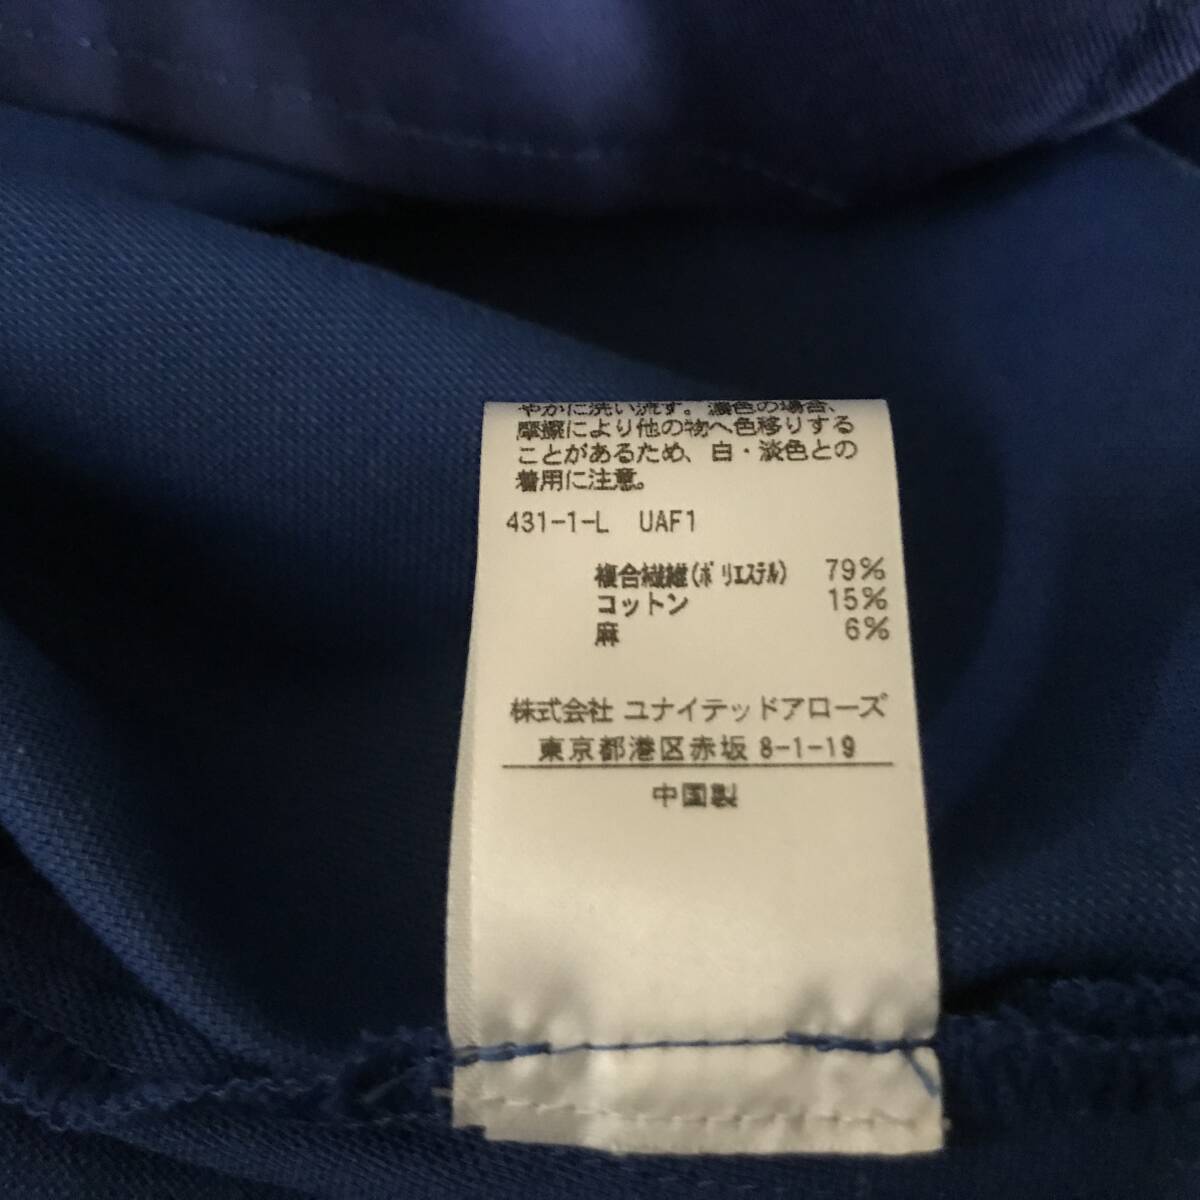 やかに洗い流す。濃色の場合、
摩擦により他の物へ色移りする
ことがあるため、白・淡色との
着用に注意。
431-1-L UAF1
複合繊維(ポリエステル) 79%
コットン 15%
麻 6%
株式会社 ユナイテッドアローズ
東京都港区赤坂 8-1-19
中国製